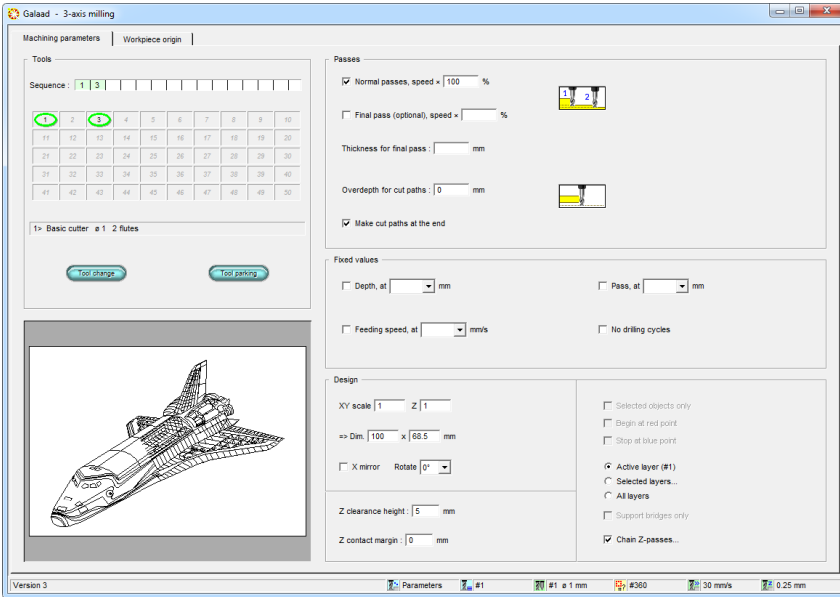 Galaad - 3-axis milling
Machining parameters
Workpiece origin
Tools
Sequence : 1 3
1 2 3 4 5 6 7 8 9 10
11 12 13 14 15 16 17 18 19 20
21 22 23 24 25 26 27 28 29 30
31 32 33 34 35 36 37 38 39 40
41 42 43 44 45 46 47 48 49 50
1> Basic cutter ø 1 2 flutes
Tool change
Tool parking
Passes
Normal passes, speed × 100 %
1 2
Final pass (optional), speed × %
Thickness for final pass : mm
Overdepth for cut paths : 0 mm
Make cut paths at the end
Fixed values
Depth, at mm
Pass, at mm
Feeding speed, at mm/s
No drilling cycles
Design
XY scale 1 Z 1
=> Dim. 100 x 68.5 mm
X mirror Rotate 0°
Z clearance height : 5 mm
Z contact margin : 0 mm
Selected objects only
Begin at red point
Stop at blue point
Active layer (#1)
Selected layers...
All layers
Support bridges only
Chain Z-passes...
Version 3
Parameters
#1
#1 ø 1 mm
#360
30 mm/s
0.25 mm